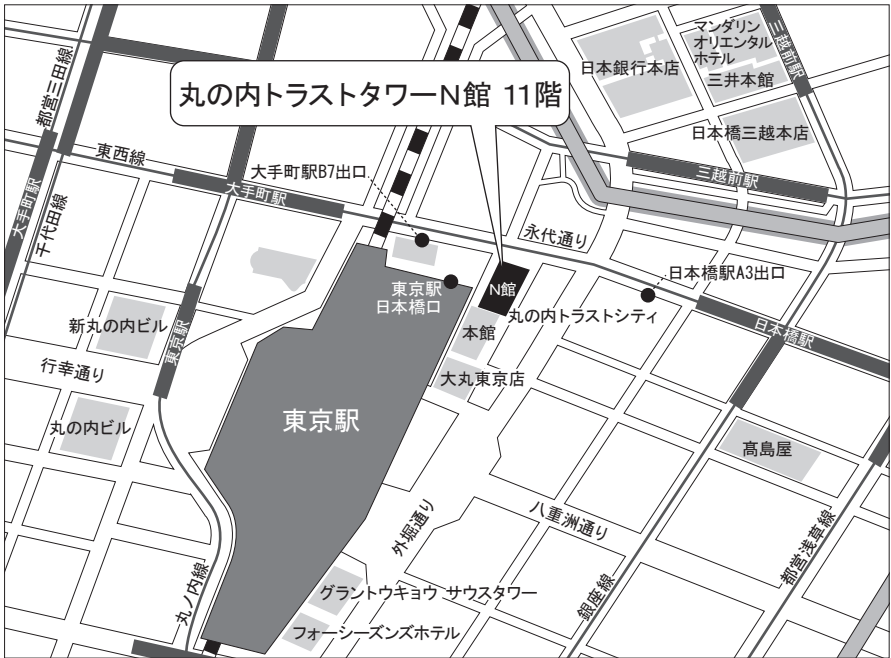 都営三田線
東西線
大手町駅
千代田線
大手町駅
大手町駅B7出口
丸の内トラストタワーN館 11階
日本銀行本店
マンダリン
オリエンタル
ホテル
三井本館
三越前駅
日本橋三越本店
三越前駅
永代通り
日本橋駅A3出口
東京駅
日本橋口
N館
丸の内トラストシティ
本館
大丸東京店
日本橋駅
新丸の内ビル
東京駅
行幸通り
丸の内ビル
東京駅
髙島屋
外堀通り
八重洲通り
丸ノ内線
グラントウキョウ サウスタワー
フォーシーズンズホテル
銀座線
都営浅草線